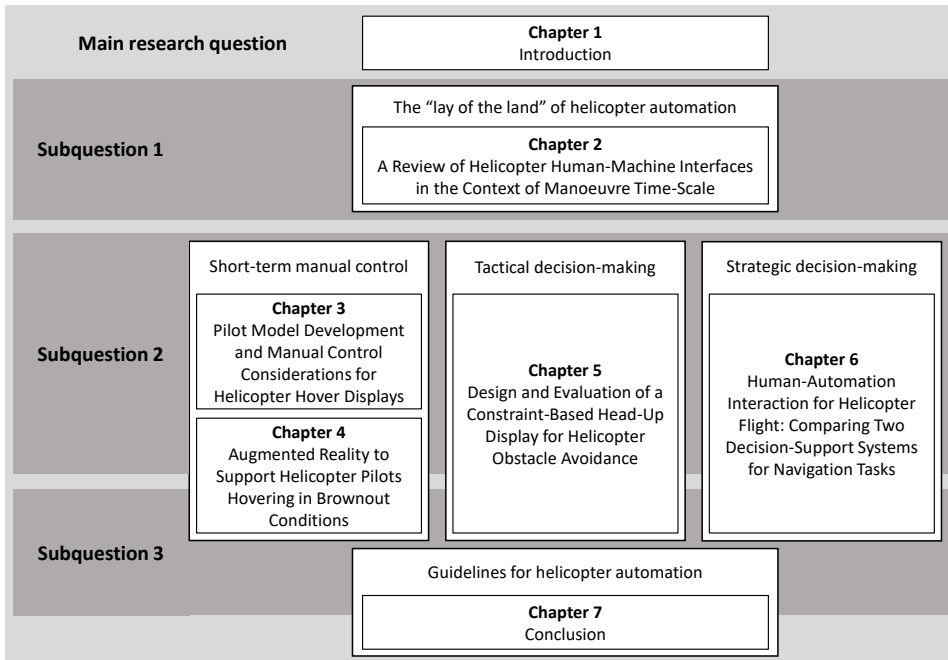 Main research question
Chapter 1
Introduction
Subquestion 1
The “lay of the land” of helicopter automation
Chapter 2
A Review of Helicopter Human-Machine Interfaces
in the Context of Manoeuvre Time-Scale
Subquestion 2
Short-term manual control
Chapter 3
Pilot Model Development
and Manual Control
Considerations for
Helicopter Hover Displays
Chapter 4
Augmented Reality to
Support Helicopter Pilots
Hovering in Brownout
Conditions
Tactical decision-making
Chapter 5
Design and Evaluation of a
Constraint-Based Head-Up
Display for Helicopter
Obstacle Avoidance
Strategic decision-making
Chapter 6
Human-Automation
Interaction for Helicopter
Flight: Comparing Two
Decision-Support Systems
for Navigation Tasks
Subquestion 3
Guidelines for helicopter automation
Chapter 7
Conclusion